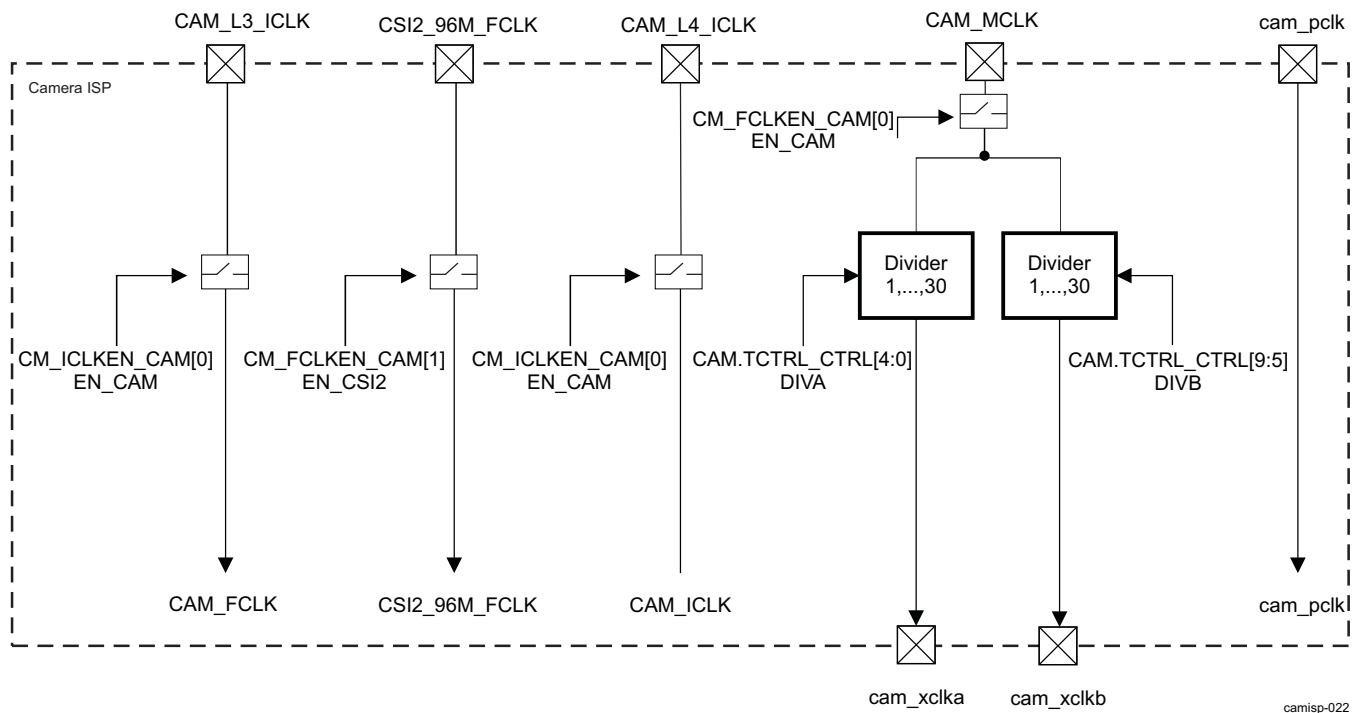 CAM_L3_ICLK
CSI2_96M_FCLK
CAM_L4_ICLK
CAM_MCLK
cam_pclk
Camera ISP
CM_FCLKEN_CAM[0]
EN_CAM
Divider
1,...,30
Divider
1,...,30
CM_ICLKEN_CAM[0]
EN_CAM
CM_FCLKEN_CAM[1]
EN_CSI2
CM_ICLKEN_CAM[0]
EN_CAM
CAM.TCTRL_CTRL[4:0]
DIVA
CAM.TCTRL_CTRL[9:5]
DIVB
CAM_FCLK
CSI2_96M_FCLK
CAM_ICLK
cam_pclk
cam_xclka
cam_xclkb
camisp-022